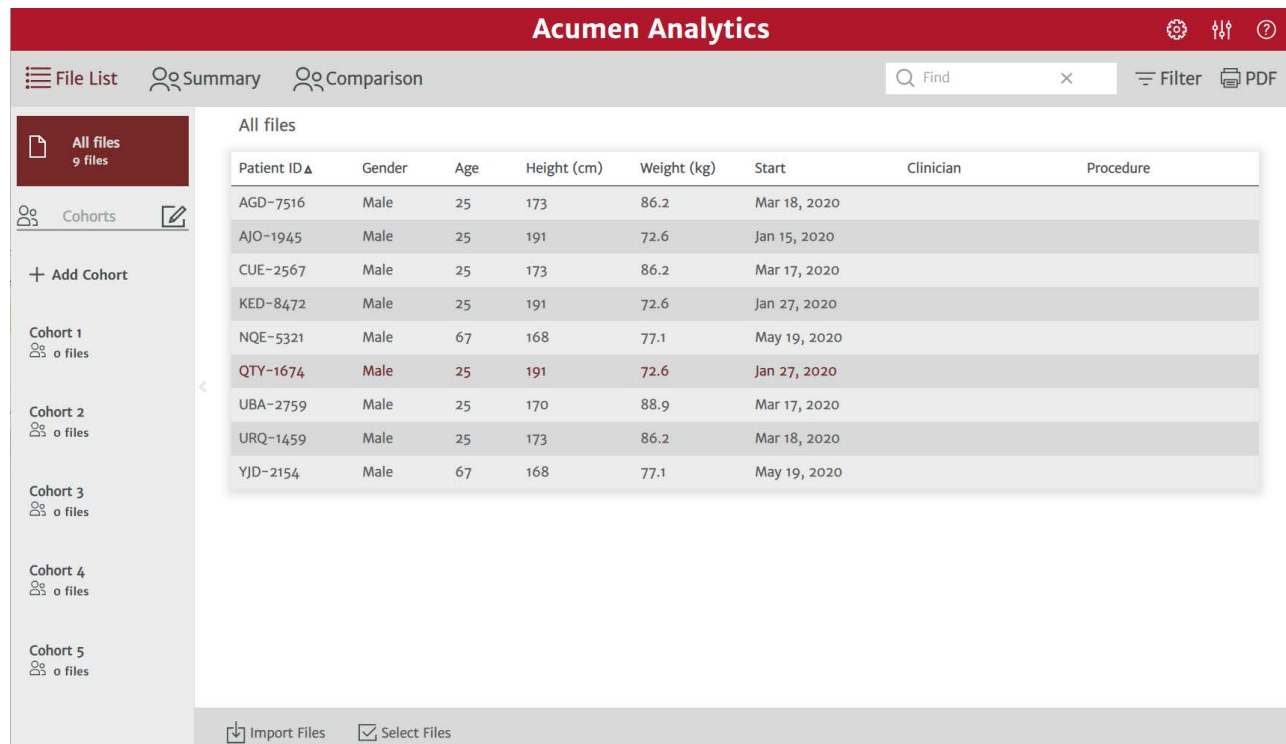 Acumen Analytics
File List Summary Comparison Find Filter PDF
All files
9 files
Cohorts
+ Add Cohort
Cohort 1
0 files
Cohort 2
0 files
Cohort 3
0 files
Cohort 4
0 files
Cohort 5
0 files
All files
Patient ID Gender Age Height (cm) Weight (kg) Start Clinician Procedure
AGD-7516 Male 25 173 86.2 Mar 18, 2020
AJO-1945 Male 25 191 72.6 Jan 15, 2020
CUE-2567 Male 25 173 86.2 Mar 17, 2020
KED-8472 Male 25 191 72.6 Jan 27, 2020
NQE-5321 Male 67 168 77.1 May 19, 2020
QTY-1674 Male 25 191 72.6 Jan 27, 2020
UBA-2759 Male 25 170 88.9 Mar 17, 2020
URQ-1459 Male 25 173 86.2 Mar 18, 2020
YJD-2154 Male 67 168 77.1 May 19, 2020
Import Files Select Files